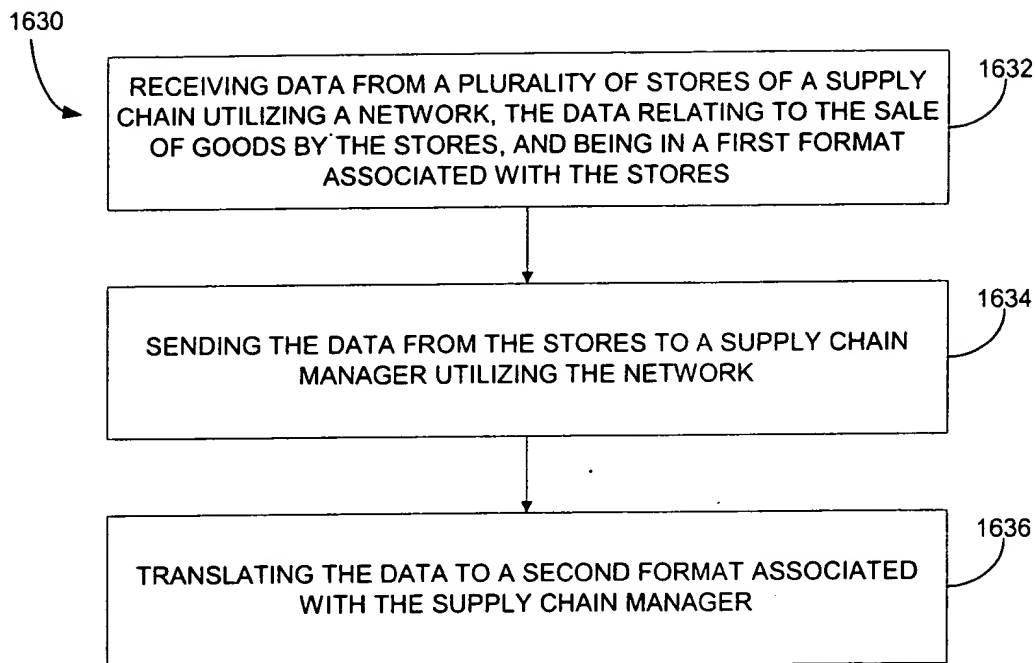 1630
RECEIVING DATA FROM A PLURALITY OF STORES OF A SUPPLY
CHAIN UTILIZING A NETWORK, THE DATA RELATING TO THE SALE
OF GOODS BY THE STORES, AND BEING IN A FIRST FORMAT
ASSOCIATED WITH THE STORES
1632
SENDING THE DATA FROM THE STORES TO A SUPPLY CHAIN
MANAGER UTILIZING THE NETWORK
1634
TRANSLATING THE DATA TO A SECOND FORMAT ASSOCIATED
WITH THE SUPPLY CHAIN MANAGER
1636